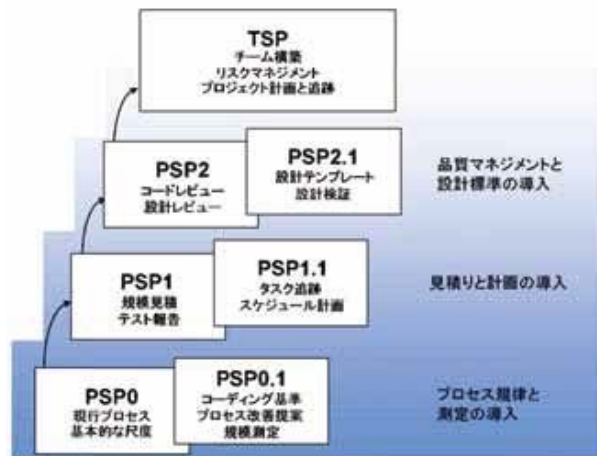 TSP
チーム構築
リスクマネジメント
プロジェクト計画と追跡
PSP2
コードレビュー
設計レビュー
PSP2.1
設計テンプレート
設計検証
品質マネジメントと
設計標準の導入
PSP1
規模見積
テスト報告
PSP1.1
タスク追跡
スケジュール計画
見積りと計画の導入
PSP0
現行プロセス
基本的な尺度
PSP0.1
コーディング基準
プロセス改善提案
規模測定
プロセス規律と
測定の導入